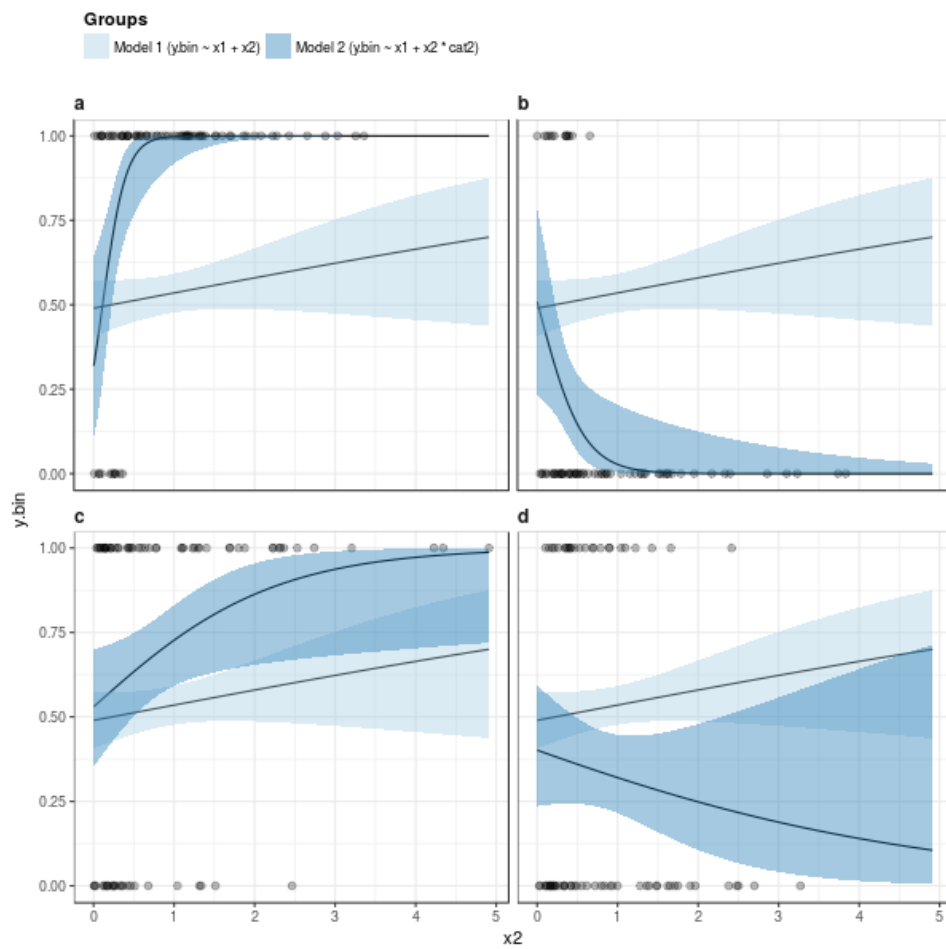 Groups
Model 1 (y.bin ~ x1 + x2) Model 2 (y.bin ~ x1 + x2 * cat2)
a b
1.00
0.75
0.50
0.25
0.00
y.bin
c d
1.00
0.75
0.50
0.25
0.00
0 1 2 3 4 5 0 1 2 3 4 5
x2